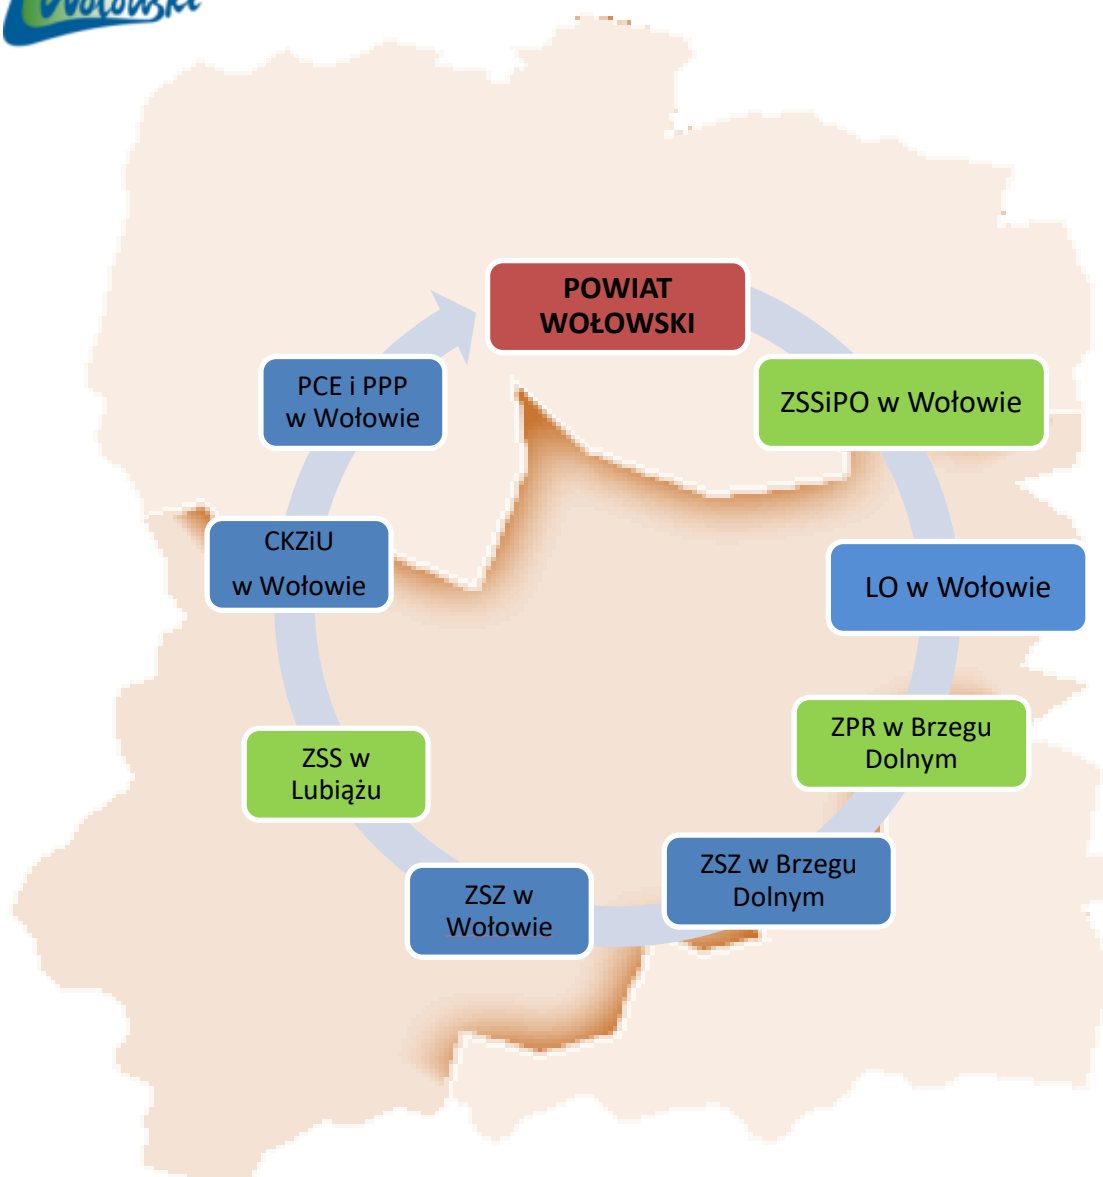 Wołowski
POWIAT
WOŁOWSKI
ZSSiPO w Wołowie
LO w Wołowie
ZPR w Brzegu
Dolnym
ZSZ w Brzegu
Dolnym
ZSZ w
Wołowie
ZSS w
Lubiążu
CKZiU
w Wołowie
PCE i PPP
w Wołowie